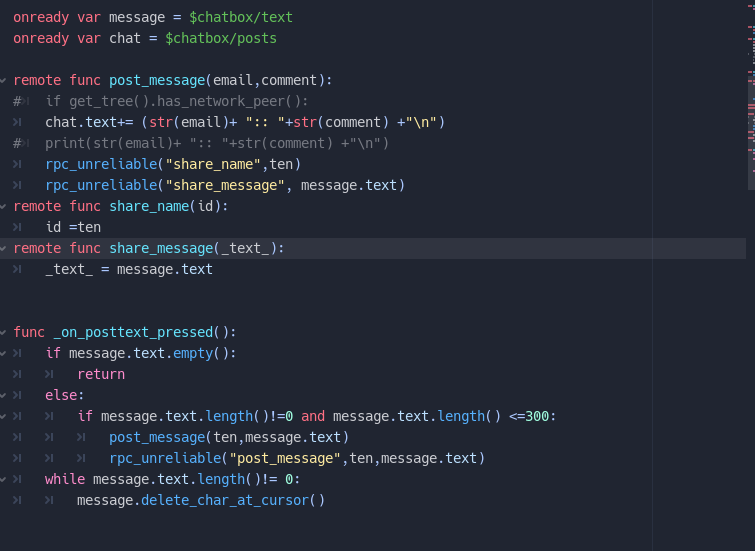 onready var message = $chatbox/text
onready var chat = $chatbox/posts
remote func post_message(email,comment):
#   if get_tree().has_network_peer():
    chat.text+= (str(email)+ ":: "+str(comment) +"\n")
#   print(str(email)+ ":: "+str(comment) +"\n")
    rpc_unreliable("share_name",ten)
    rpc_unreliable("share_message", message.text)
remote func share_name(id):
    id =ten
remote func share_message(_text_):
    _text_ = message.text
func _on_posttext_pressed():
    if message.text.empty():
        return
    else:
        if message.text.length()!=0 and message.text.length() <=300:
            post_message(ten,message.text)
            rpc_unreliable("post_message",ten,message.text)
    while message.text.length()!= 0:
        message.delete_char_at_cursor()